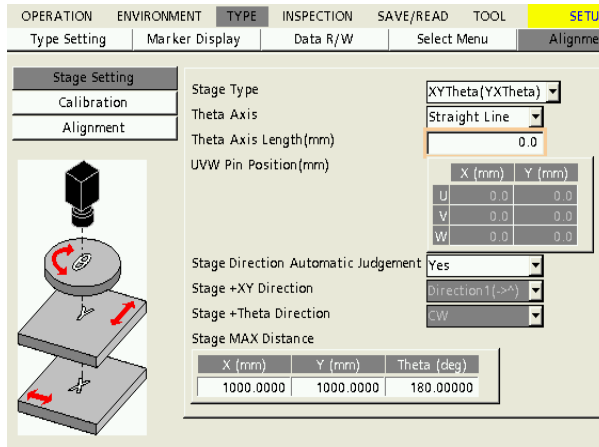 OPERATION ENVIRONMENT TYPE INSPECTION SAVE/READ TOOL SETU
Type Setting Marker Display Data R/W Select Menu Alignme
Stage Setting
Calibration
Alignment
Stage Type XYTheta(YXTheta)
Theta Axis Straight Line
Theta Axis Length(mm) 0.0
UVW Pin Position(mm)
X (mm) Y (mm)
U 0.0 0.0
V 0.0 0.0
W 0.0 0.0
Stage Direction Automatic Judgement Yes
Stage +XY Direction Direction1(->^)
Stage +Theta Direction CW
Stage MAX Distance
X (mm) Y (mm) Theta (deg)
1000.0000 1000.0000 180.00000
θ
Y
X